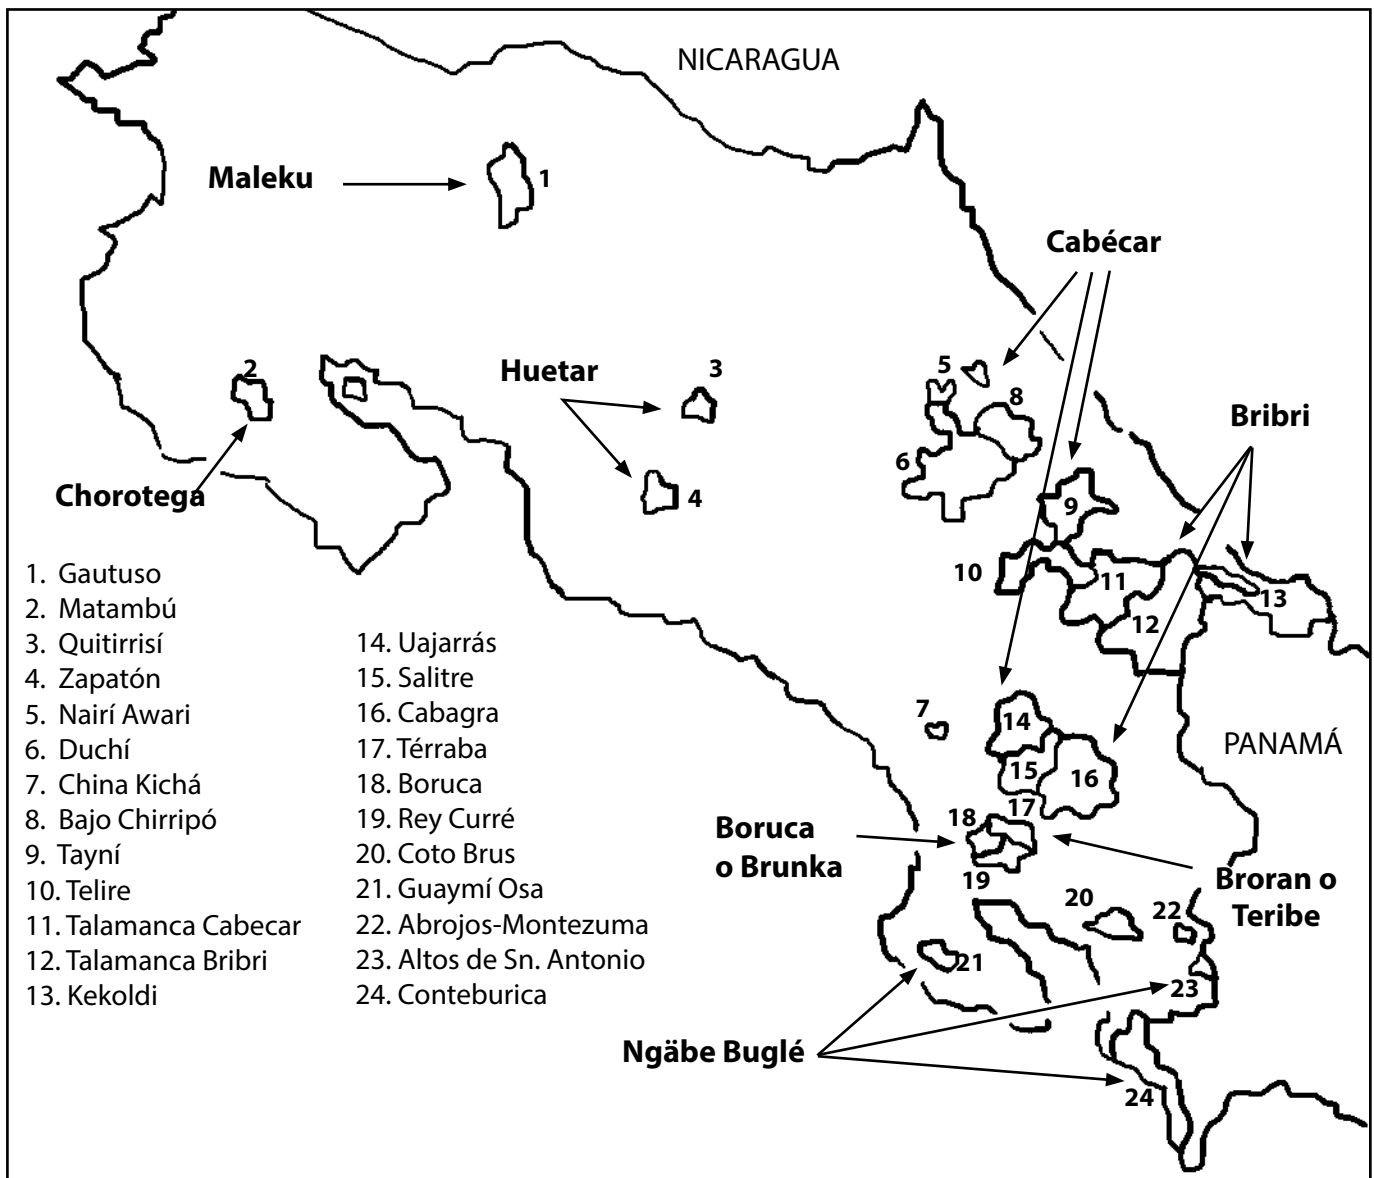 NICARAGUA
Maleku
1
Cabécar
2
Huetar
3
5
8
Bribri
6
Chorotega
4
9
10
11
13
12
1. Gautuso
2. Matambú
3. Quitirrisí
4. Zapatón
5. Nairí Awari
6. Duchí
7. China Kichá
8. Bajo Chirripó
9. Tayní
10. Telire
11. Talamanca Cabecar
12. Talamanca Bribri
13. Kekoldi
14. Uajarrás
15. Salitre
16. Cabagra
17. Térraba
18. Boruca
19. Rey Curré
20. Coto Brus
21. Guaymí Osa
22. Abrojos-Montezuma
23. Altos de Sn. Antonio
24. Conteburica
7
14
PANAMÁ
15
16
17
18
Boruca
o Brunka
19
Broran o
Teribe
20
22
21
23
Ngäbe Buglé
24